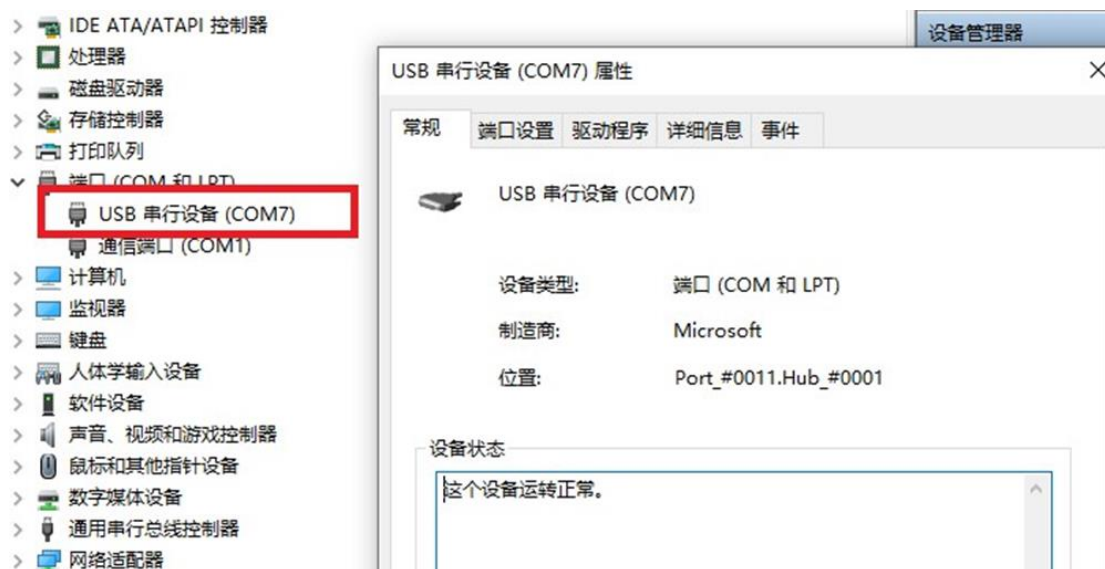 IDE ATA/ATAPI 控制器
处理器
磁盘驱动器
存储控制器
打印队列
端口 (COM 和 LPT)
USB 串行设备 (COM7)
通信端口 (COM1)
计算机
监视器
键盘
人体学输入设备
软件设备
声音、视频和游戏控制器
鼠标和其他指针设备
数字媒体设备
通用串行总线控制器
网络适配器
设备管理器
USB 串行设备 (COM7) 属性
常规 端口设置 驱动程序 详细信息 事件
USB 串行设备 (COM7)
设备类型: 端口 (COM 和 LPT)
制造商: Microsoft
位置: Port_#0011.Hub_#0001
设备状态
这个设备运转正常。